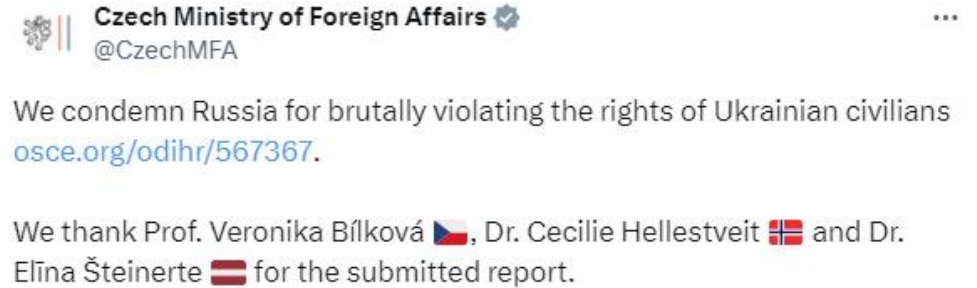 Czech Ministry of Foreign Affairs
@CzechMFA
We condemn Russia for brutally violating the rights of Ukrainian civilians
osce.org/odihr/567367.
We thank Prof. Veronika Bílková 🇨🇿, Dr. Cecilie Hellestveit 🇳🇴 and Dr.
Elīna Šteinerte 🇱🇻 for the submitted report.